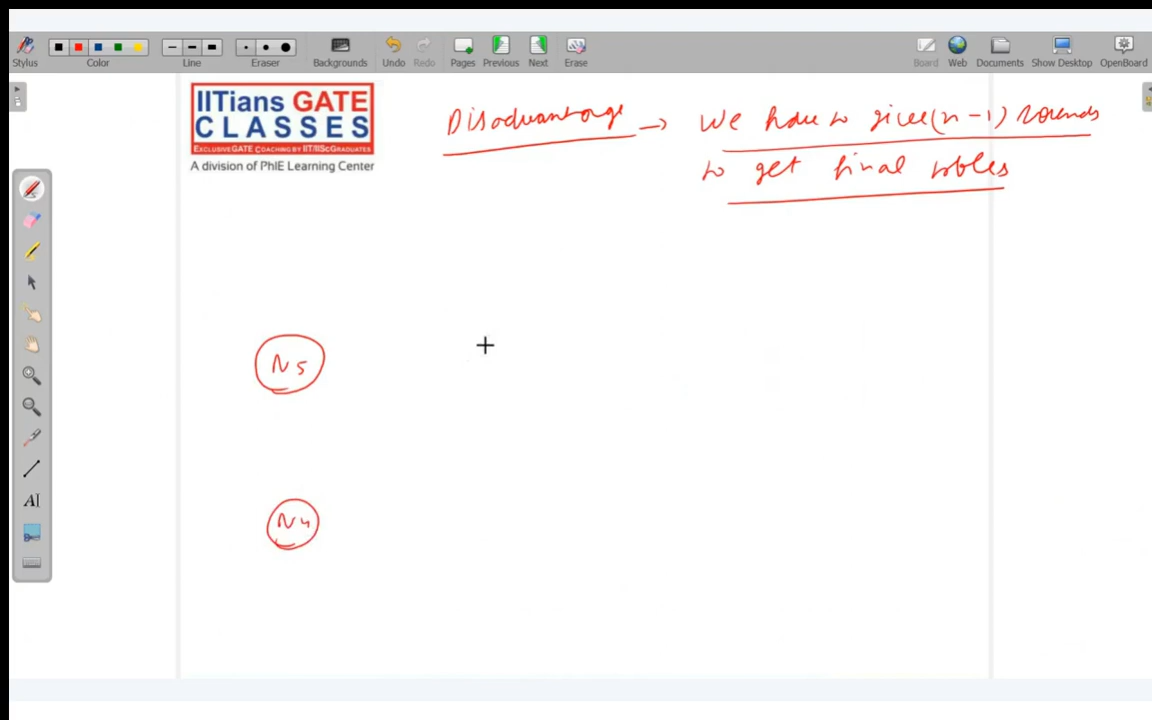 Stylus
Color
Line
Eraser
Backgrounds
Undo
Redo
Pages
Previous
Next
Erase
Board
Web
Documents
Show Desktop
OpenBoard
IITians GATE
CLASSES
EXCLUSIVE GATE COACHING BY IIT/IISc GRADUATES
A division of PhIE Learning Center
Disadvantage → We have to give (n-1) rounds
to get final tables
N5
N4
AI